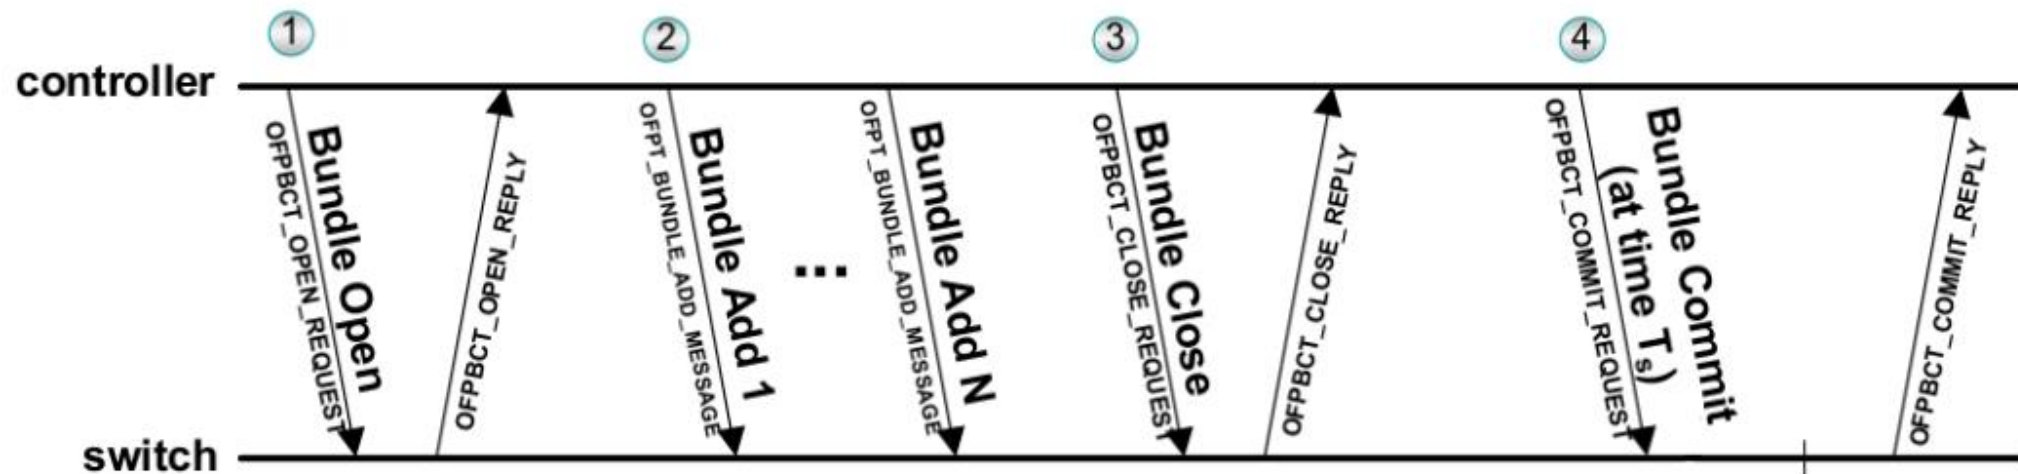 1
2
3
4
controller
OFPBCT_OPEN_REQUEST
Bundle Open
OFPBCT_OPEN_REPLY
OFPT_BUNDLE_ADD_MESSAGE
Bundle Add 1
...
OFPT_BUNDLE_ADD_MESSAGE
Bundle Add N
OFPBCT_CLOSE_REQUEST
Bundle Close
OFPBCT_CLOSE_REPLY
OFPBCT_COMMIT_REQUEST
Bundle Commit
(at time Ts)
OFPBCT_COMMIT_REPLY
switch